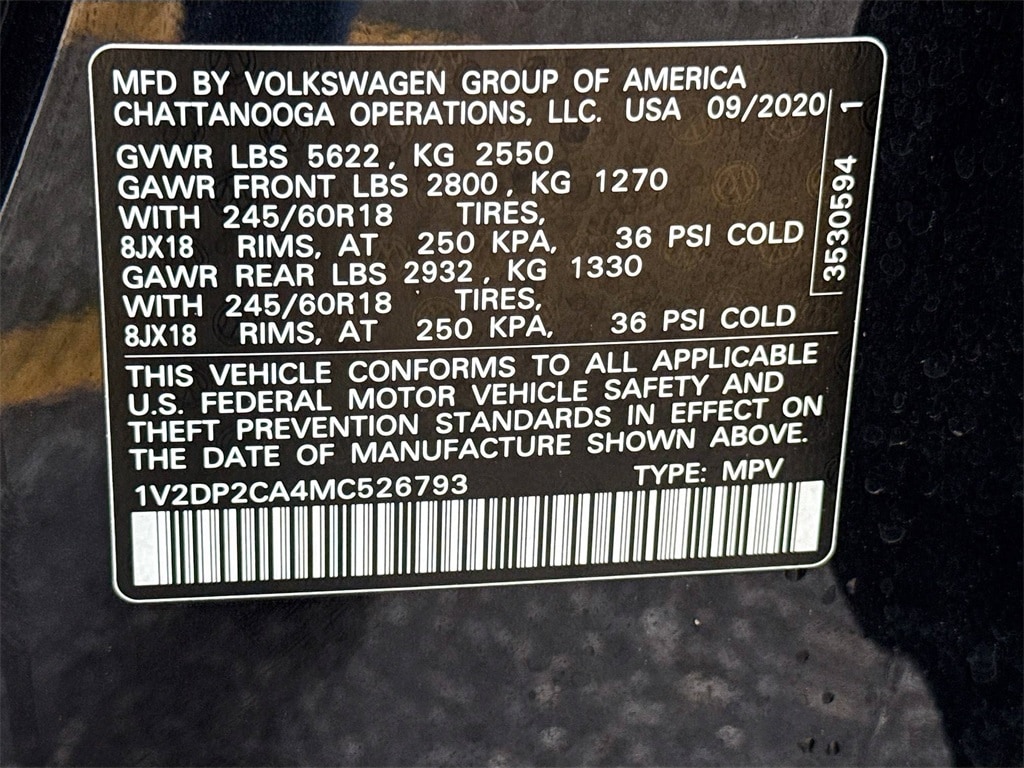 MFD BY VOLKSWAGEN GROUP OF AMERICA
CHATTANOOGA OPERATIONS, LLC. USA 09/2020
GVWR LBS 5622, KG 2550
GAWR FRONT LBS 2800, KG 1270
WITH 245/60R18 TIRES,
8JX18 RIMS, AT 250 KPA, 36 PSI COLD
GAWR REAR LBS 2932, KG 1330
WITH 245/60R18 TIRES,
8JX18 RIMS, AT 250 KPA, 36 PSI COLD
3530594 1
THIS VEHICLE CONFORMS TO ALL APPLICABLE
U.S. FEDERAL MOTOR VEHICLE SAFETY AND
THEFT PREVENTION STANDARDS IN EFFECT ON
THE DATE OF MANUFACTURE SHOWN ABOVE.
1V2DP2CA4MC526793 TYPE: MPV